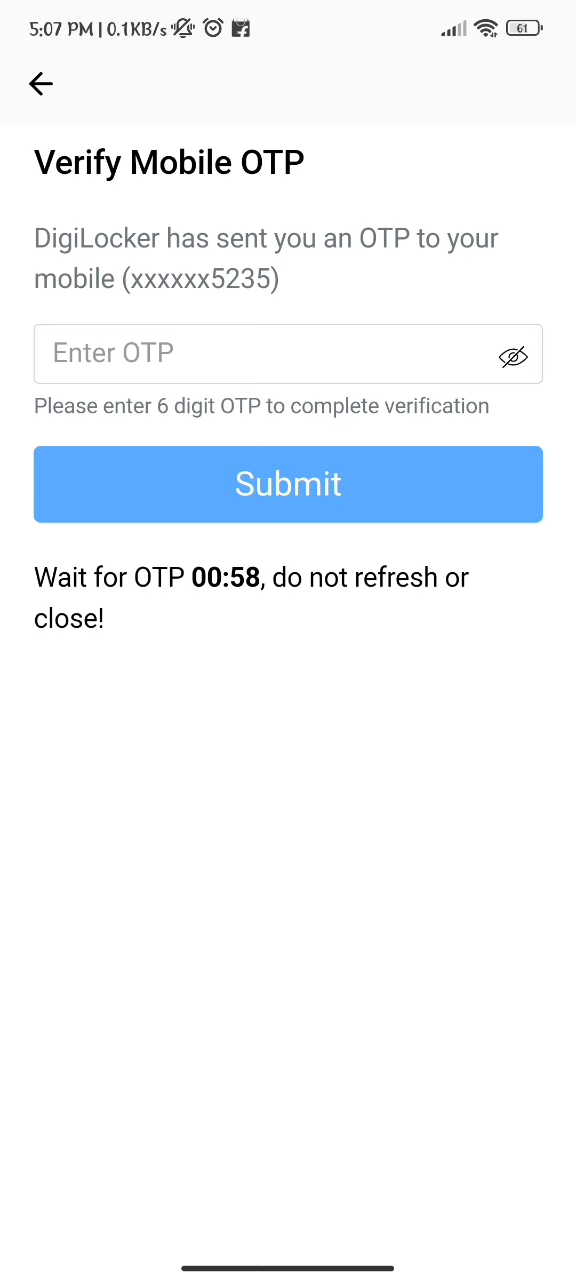 5:07 PM | 0.1KB/s
61
Verify Mobile OTP
DigiLocker has sent you an OTP to your
mobile (xxxxxx5235)
Enter OTP
Please enter 6 digit OTP to complete verification
Submit
Wait for OTP 00:58, do not refresh or
close!